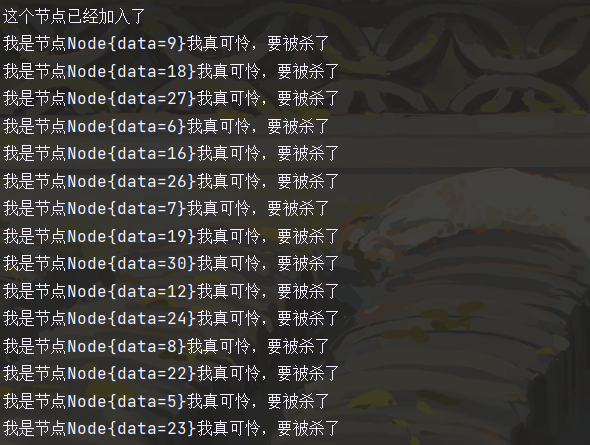 这个节点已经加入了
我是节点Node{data=9}我真可怜，要被杀了
我是节点Node{data=18}我真可怜，要被杀了
我是节点Node{data=27}我真可怜，要被杀了
我是节点Node{data=6}我真可怜，要被杀了
我是节点Node{data=16}我真可怜，要被杀了
我是节点Node{data=26}我真可怜，要被杀了
我是节点Node{data=7}我真可怜，要被杀了
我是节点Node{data=19}我真可怜，要被杀了
我是节点Node{data=30}我真可怜，要被杀了
我是节点Node{data=12}我真可怜，要被杀了
我是节点Node{data=24}我真可怜，要被杀了
我是节点Node{data=8}我真可怜，要被杀了
我是节点Node{data=22}我真可怜，要被杀了
我是节点Node{data=5}我真可怜，要被杀了
我是节点Node{data=23}我真可怜，要被杀了